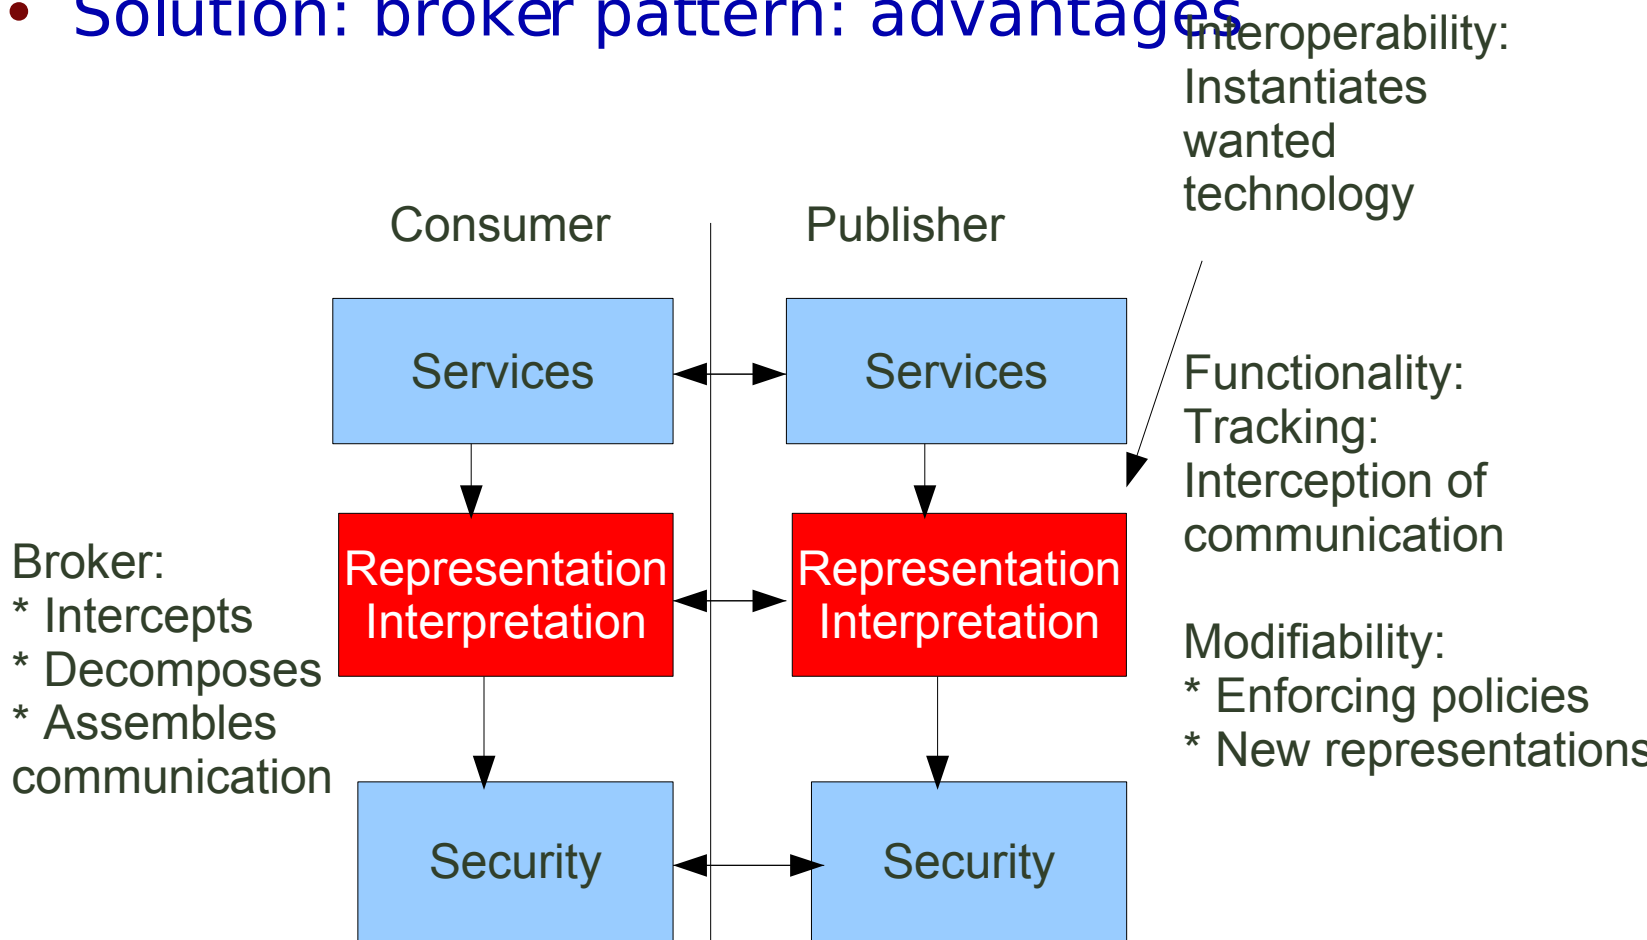 • Solution: broker pattern: advantages
Interoperability:
Instantiates
wanted
technology
Consumer
Publisher
Services
Services
Functionality:
Tracking:
Interception of
communication
Representation
Interpretation
Representation
Interpretation
Broker:
* Intercepts
* Decomposes
* Assembles
communication
Modifiability:
* Enforcing policies
* New representations
Security
Security